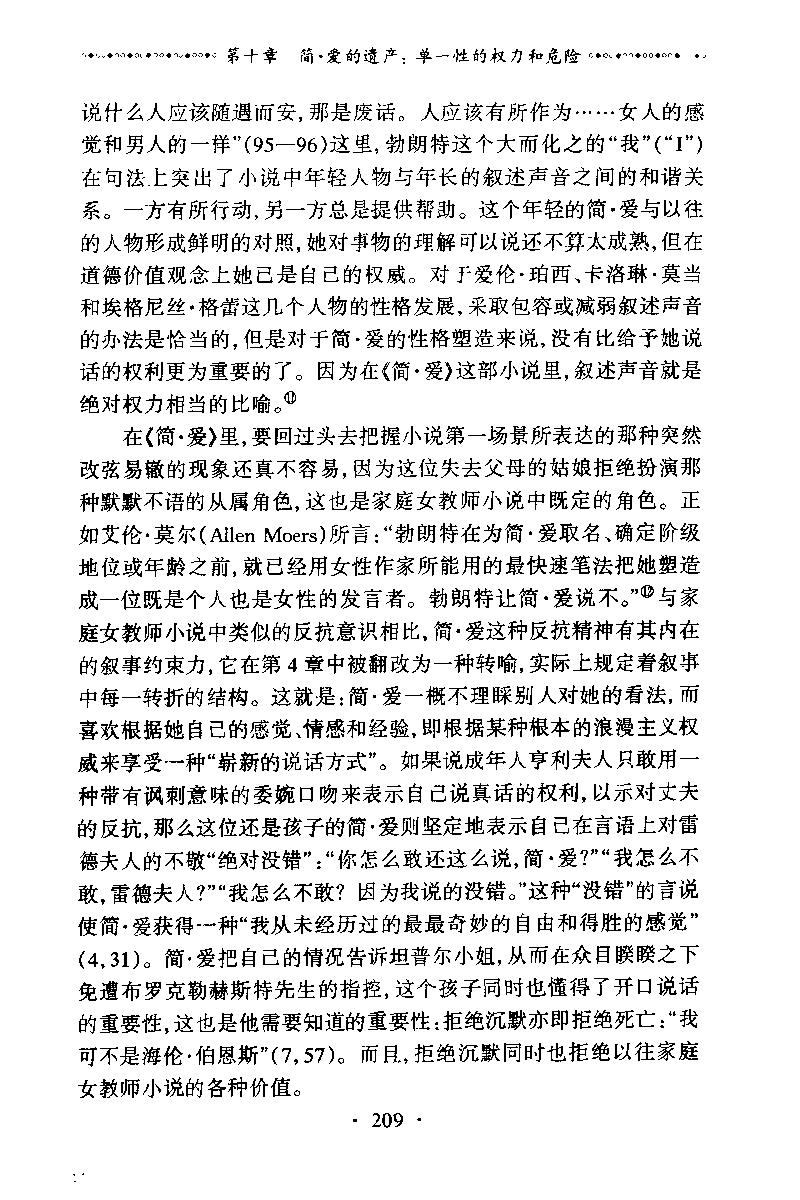 第十章 简·爱的遗产：单一性的权力和危险
说什么人应该随遇而安，那是废话。人应该有所作为……女人的感
觉和男人的一样”(95—96)这里，勃朗特这个大而化之的“我”(“I”)
在句法上突出了小说中年轻人物与年长的叙述声音之间的和谐关
系。一方有所行动，另一方总是提供帮助。这个年轻的简·爱与以往
的人物形成鲜明的对照，她对事物的理解可以说还不算太成熟，但在
道德价值观念上她已是自己的权威。对于爱伦·珀西、卡洛琳·莫当
和埃格尼丝·格蕾这几个人物的性格发展，采取包容或减弱叙述声音
的办法是恰当的，但是对于简·爱的性格塑造来说，没有比给予她说
话的权利更为重要的了。因为在《简·爱》这部小说里，叙述声音就是
绝对权力相当的比喻。⑪
在《简·爱》里，要回过头去把握小说第一场景所表达的那种突然
改弦易辙的现象还真不容易，因为这位失去父母的姑娘拒绝扮演那
种默默不语的从属角色，这也是家庭女教师小说中既定的角色。正
如艾伦·莫尔(Allen Moers)所言：“勃朗特在为简·爱取名、确定阶级
地位或年龄之前，就已经用女性作家所能用的最快速笔法把她塑造
成一位既是个人也是女性的发言者。勃朗特让简·爱说不。”⑫与家
庭女教师小说中类似的反抗意识相比，简·爱这种反抗精神有其内在
的叙事约束力，它在第4章中被翻改为一种转喻，实际上规定着叙事
中每一转折的结构。这就是：简·爱一概不理睬别人对她的看法，而
喜欢根据她自己的感觉、情感和经验，即根据某种根本的浪漫主义权
威来享受一种“崭新的说话方式”。如果说成年人亨利夫人只敢用一
种带有讽刺意味的委婉口吻来表示自己说真话的权利，以示对丈夫
的反抗，那么这位还是孩子的简·爱则坚定地表示自己在言语上对雷
德夫人的不敬“绝对没错”：“你怎么敢还这么说，简·爱？”“我怎么不
敢，雷德夫人？”“我怎么不敢？因为我说的没错。”这种“没错”的言说
使简·爱获得一种“我从未经历过的最最奇妙的自由和得胜的感觉”
(4,31)。简·爱把自己的情况告诉坦普尔小姐，从而在众目睽睽之下
免遭布罗克勒赫斯特先生的指控，这个孩子同时也懂得了开口说话
的重要性，这也是他需要知道的重要性：拒绝沉默亦即拒绝死亡：“我
可不是海伦·伯恩斯”(7,57)。而且，拒绝沉默同时也拒绝以往家庭
女教师小说的各种价值。
· 209 ·